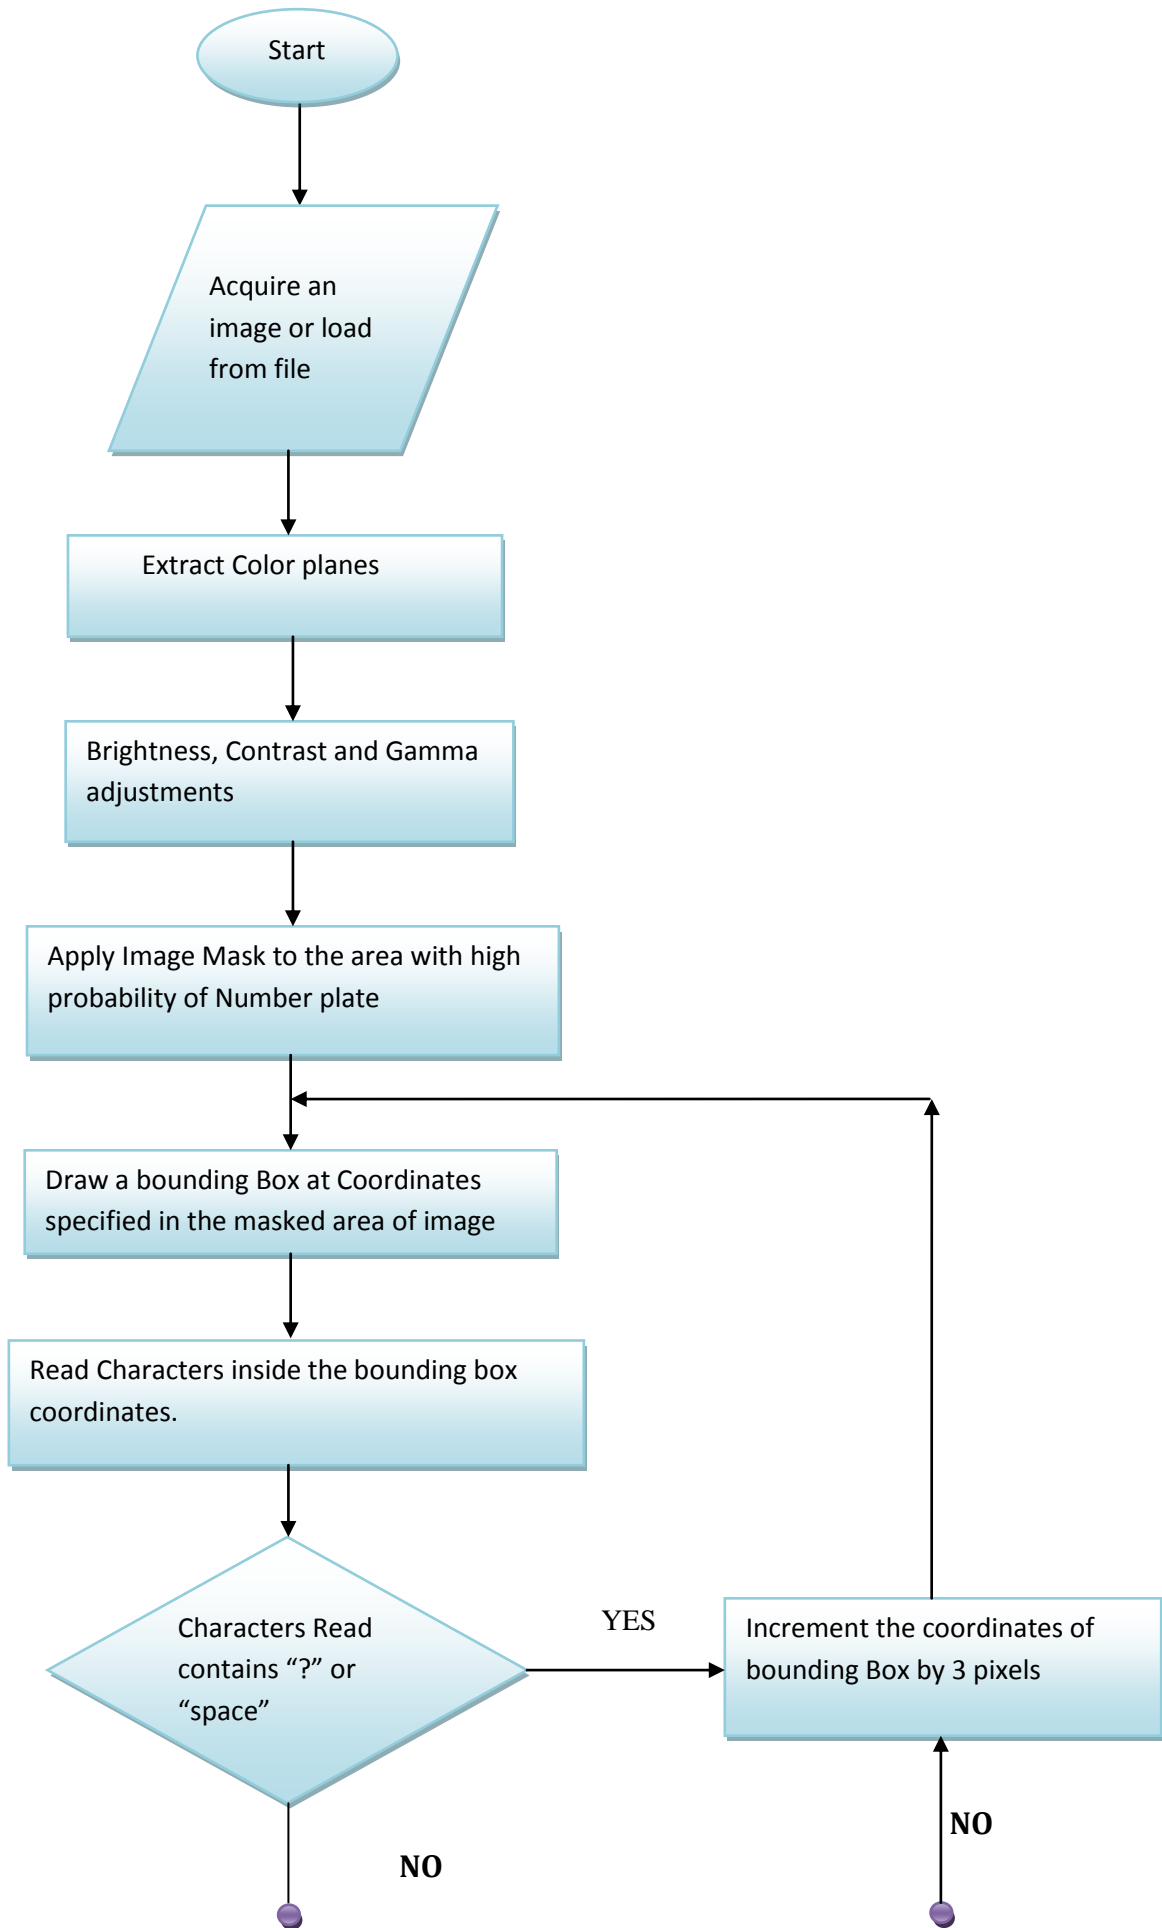 Start
Acquire an
image or load
from file
Extract Color planes
Brightness, Contrast and Gamma
adjustments
Apply Image Mask to the area with high
probability of Number plate
Draw a bounding Box at Coordinates
specified in the masked area of image
Read Characters inside the bounding box
coordinates.
Characters Read
contains “?” or
“space”
YES
Increment the coordinates of
bounding Box by 3 pixels
NO
NO